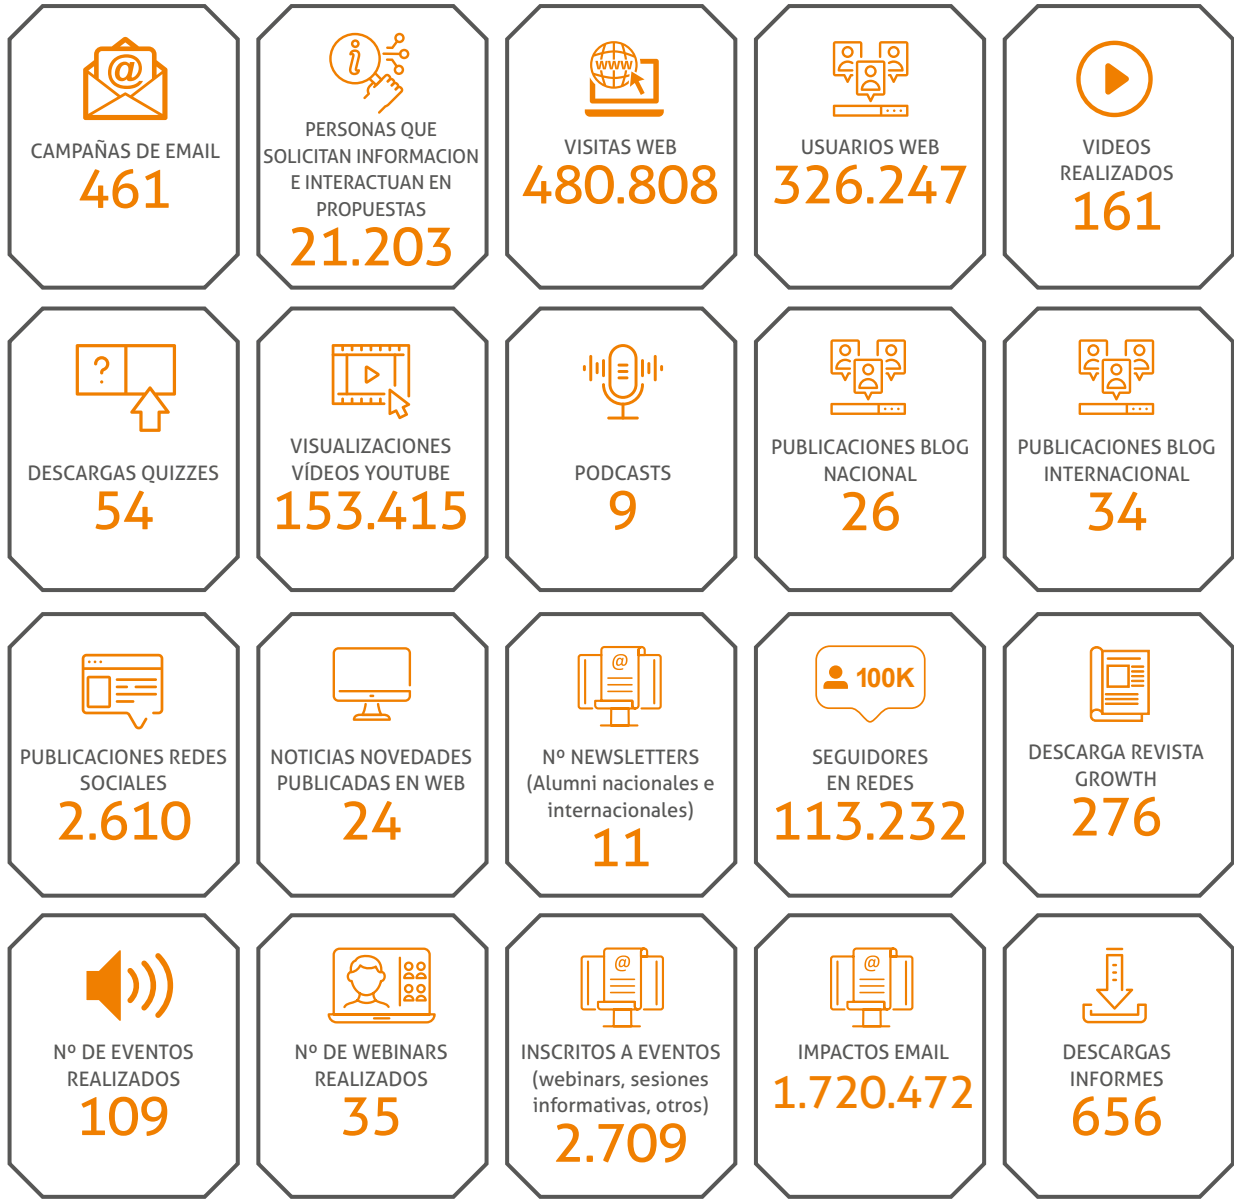 @
CAMPAÑAS DE EMAIL
461
i
PERSONAS QUE
SOLICITAN INFORMACION
E INTERACTUAN EN
PROPUESTAS
21.203
www
VISITAS WEB
480.808
USUARIOS WEB
326.247
VIDEOS
REALIZADOS
161
?
DESCARGAS QUIZZES
54
VISUALIZACIONES
VÍDEOS YOUTUBE
153.415
PODCASTS
9
PUBLICACIONES BLOG
NACIONAL
26
PUBLICACIONES BLOG
INTERNACIONAL
34
PUBLICACIONES REDES
SOCIALES
2.610
NOTICIAS NOVEDADES
PUBLICADAS EN WEB
24
@
Nº NEWSLETTERS
(Alumni nacionales e
internacionales)
11
100K
SEGUIDORES
EN REDES
113.232
DESCARGA REVISTA
GROWTH
276
Nº DE EVENTOS
REALIZADOS
109
Nº DE WEBINARS
REALIZADOS
35
@
INSCRITOS A EVENTOS
(webinars, sesiones
informativas, otros)
2.709
@
IMPACTOS EMAIL
1.720.472
DESCARGAS
INFORMES
656